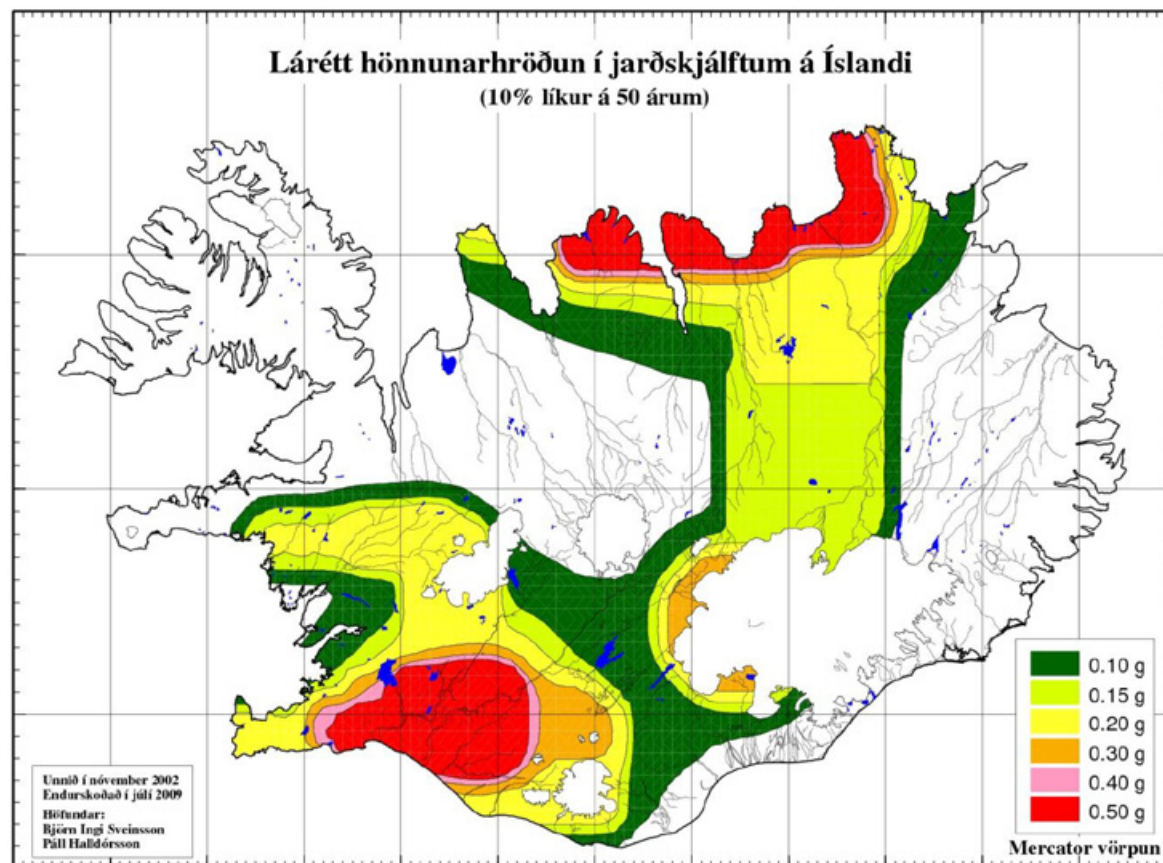 Lárétt hönnunarhröðun í jarðskjálftum á Íslandi
(10% líkur á 50 árum)
0.10 g
0.15 g
0.20 g
0.30 g
0.40 g
0.50 g
Mercator vörpun
Unnið í nóvember 2002
Endurskoðað í júlí 2009
Höfundar:
Björn Ingi Sveinsson
Páll Halldórsson